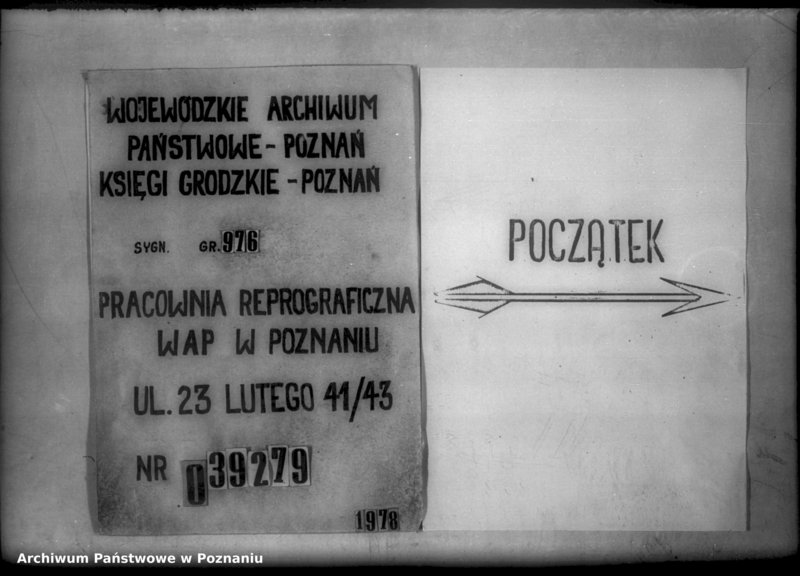 WOJEWÓDZKIE ARCHIWUM
PAŃSTWOWE - POZNAŃ
KSIĘGI GRODZKIE - POZNAŃ
SYGN. GR. 976
PRACOWNIA REPROGRAFICZNA
WAP W POZNANIU
UL. 23 LUTEGO 41/43
NR 039279
1978
POCZĄTEK
Archiwum Państwowe w Poznaniu